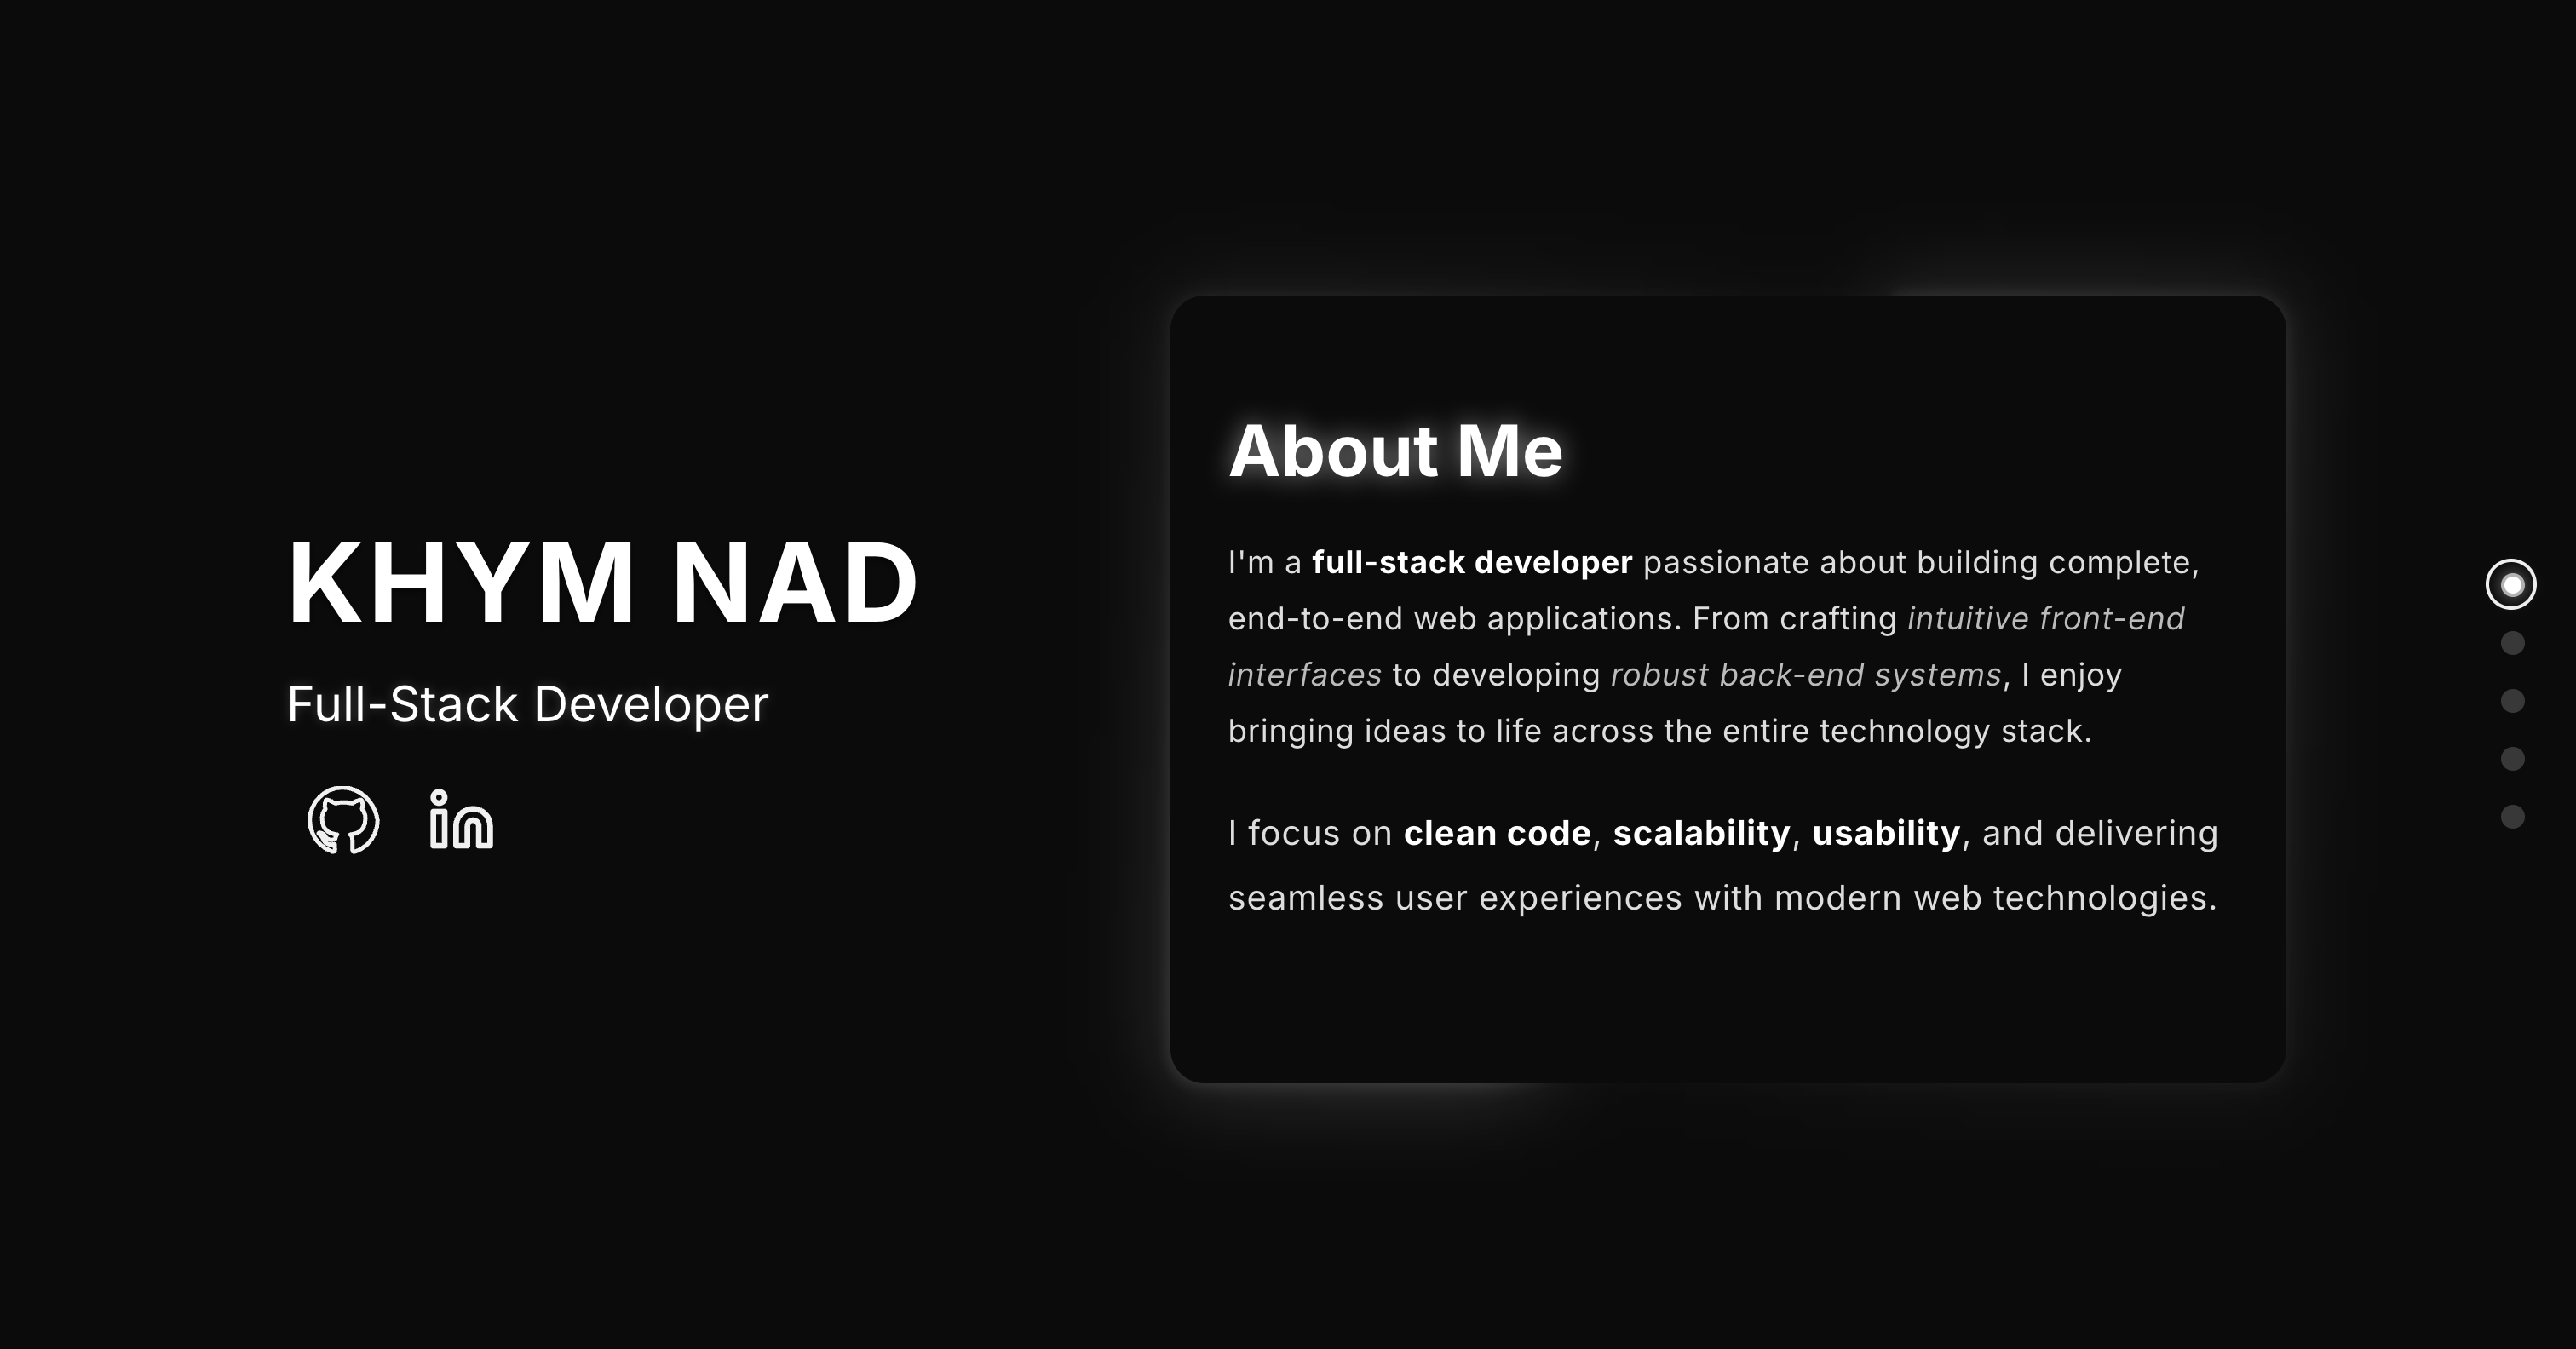 KHYM NAD
Full-Stack Developer
in
About Me
I'm a full-stack developer passionate about building complete,
end-to-end web applications. From crafting intuitive front-end
interfaces to developing robust back-end systems, I enjoy
bringing ideas to life across the entire technology stack.
I focus on clean code, scalability, usability, and delivering
seamless user experiences with modern web technologies.